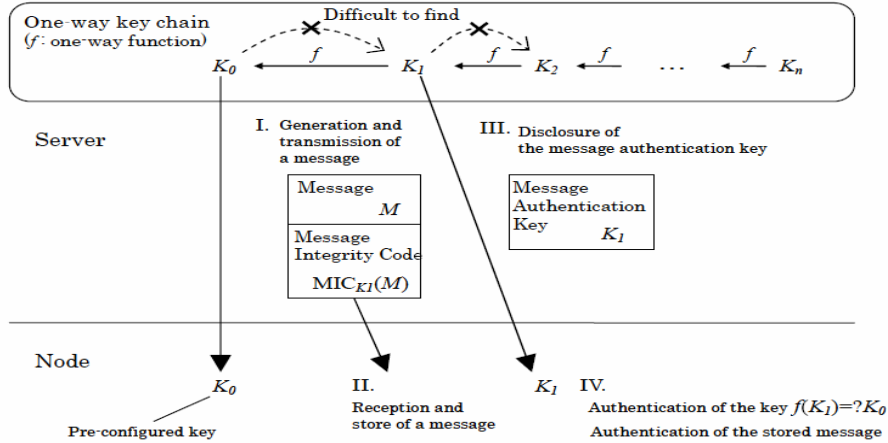 One-way key chain
(f: one-way function)
Difficult to find
K0 f K1 f K2 f ... f Kn
Server
I. Generation and
transmission of
a message
Message
M
Message
Integrity Code
MICK1(M)
III. Disclosure of
the message authentication key
Message
Authentication
Key
K1
Node
K0
Pre-configured key
II.
Reception and
store of a message
K1 IV.
Authentication of the key f(K1)=?K0
Authentication of the stored message